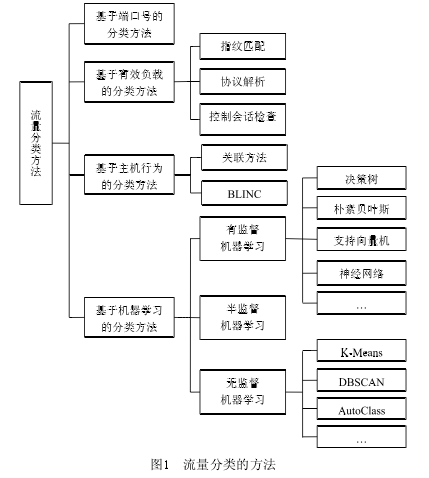 流量分类方法
基于端口号的
分类方法
基于有效负载
的分类方法
指纹匹配
协议解析
控制会话检查
基于主机行为
的分类方法
关联方法
BLINC
基于机器学习
的分类方法
有监督
机器学习
决策树
朴素贝叶斯
支持向量机
神经网络
…
半监督
机器学习
无监督
机器学习
K-Means
DBSCAN
AutoClass
…
图1 流量分类的方法